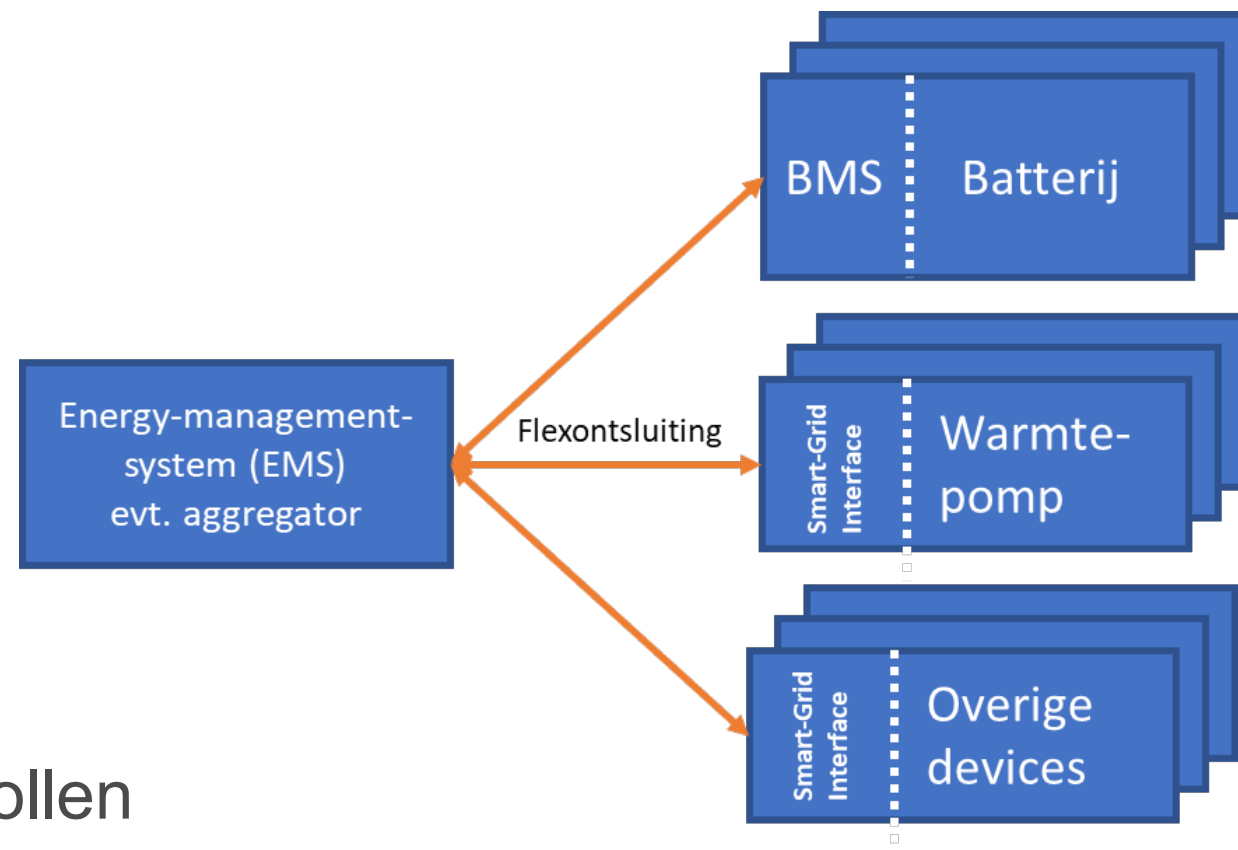 BMS
Batterij
Energy-management-
system (EMS)
evt. aggregator
Flexontsluiting
Smart-Grid
Interface
Warmte-
pomp
Smart-Grid
Interface
Overige
devices
ollen